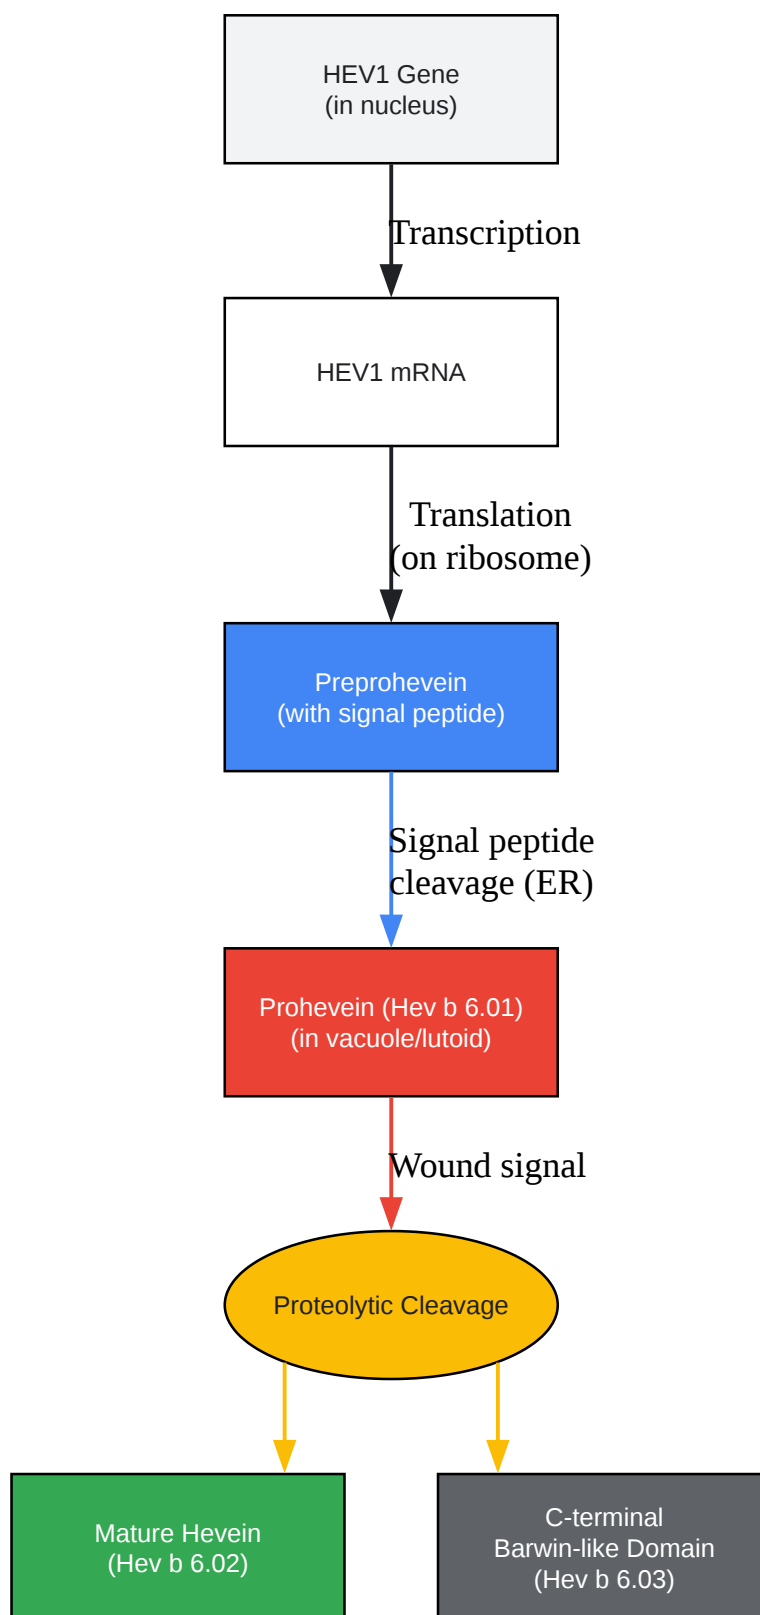 HEV1 Gene
(in nucleus)
Transcription
HEV1 mRNA
Translation
(on ribosome)
Preprohevein
(with signal peptide)
Signal peptide
cleavage (ER)
Prohevein (Hev b 6.01)
(in vacuole/lutoid)
Wound signal
Proteolytic Cleavage
Mature Hevein
(Hev b 6.02)
C-terminal
Barwin-like Domain
(Hev b 6.03)